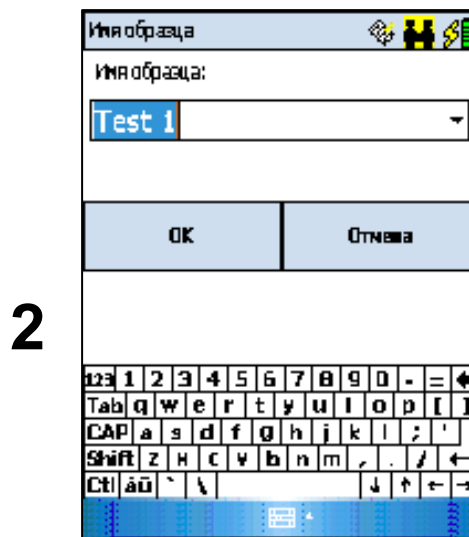 Имя образца
Имя образца:
Test 1
ОК Отмена
2
123 1 2 3 4 5 6 7 8 9 0 - =
Tab q w e r t y u i o p [ ]
CAP a s d f g h j k l ; '
Shift z x c v b n m , . /
Ctl áü ` \